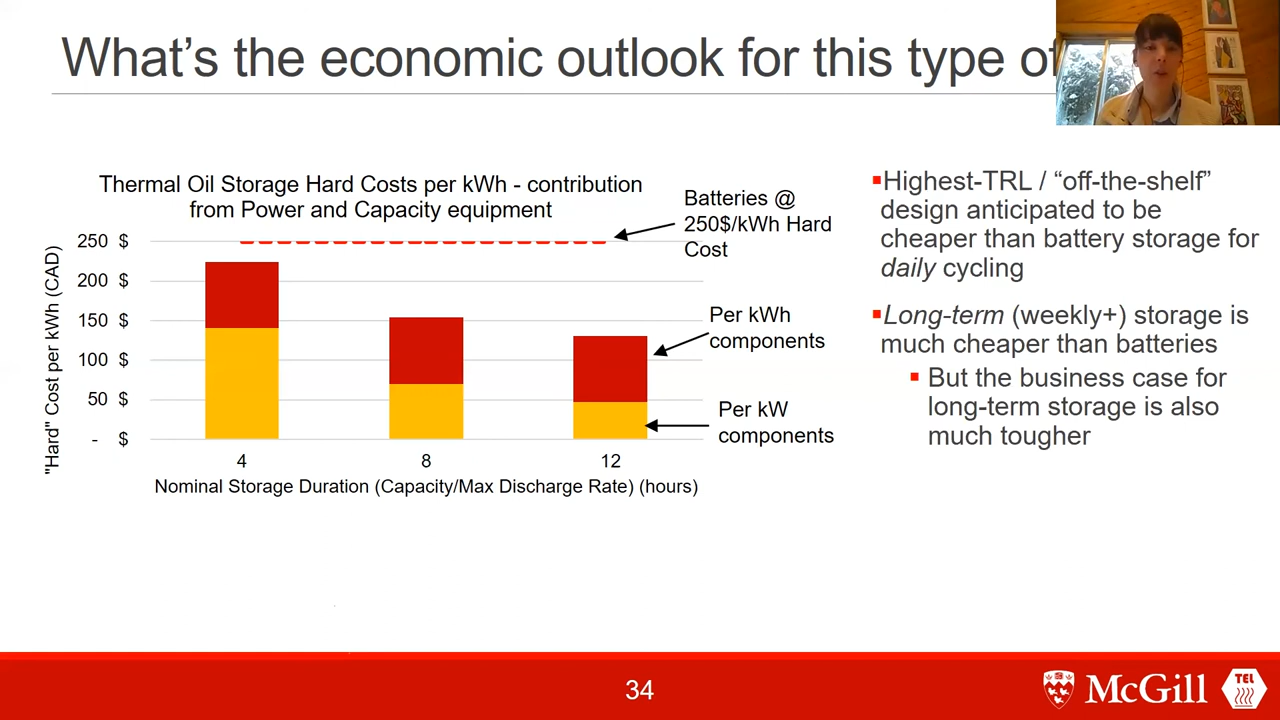 What's the economic outlook for this type of
Thermal Oil Storage Hard Costs per kWh - contribution
from Power and Capacity equipment
"Hard" Cost per kWh (CAD)
250 $
200 $
150 $
100 $
50 $
- $
4
8
12
Nominal Storage Duration (Capacity/Max Discharge Rate) (hours)
Batteries @
250$/kWh Hard
Cost
Per kWh
components
Per kW
components
▪Highest-TRL / “off-the-shelf”
design anticipated to be
cheaper than battery storage for
daily cycling
▪Long-term (weekly+) storage is
much cheaper than batteries
▪ But the business case for
long-term storage is also
much tougher
34
McGill
TEL